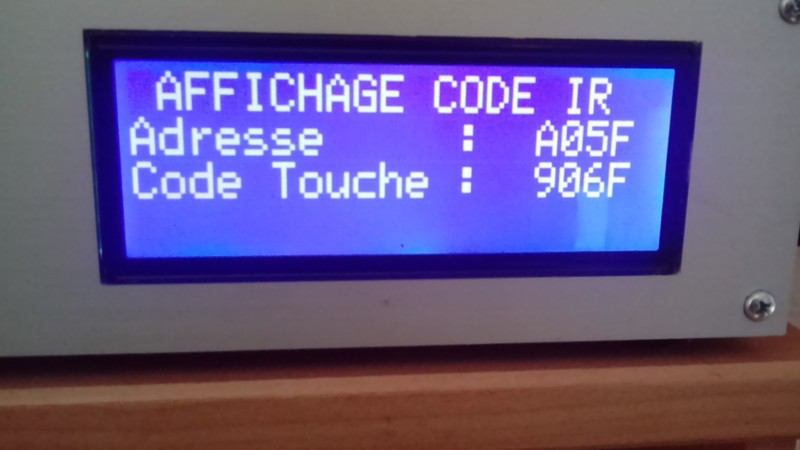 AFFICHAGE CODE IR
Adresse : A05F
Code Touche : 906F